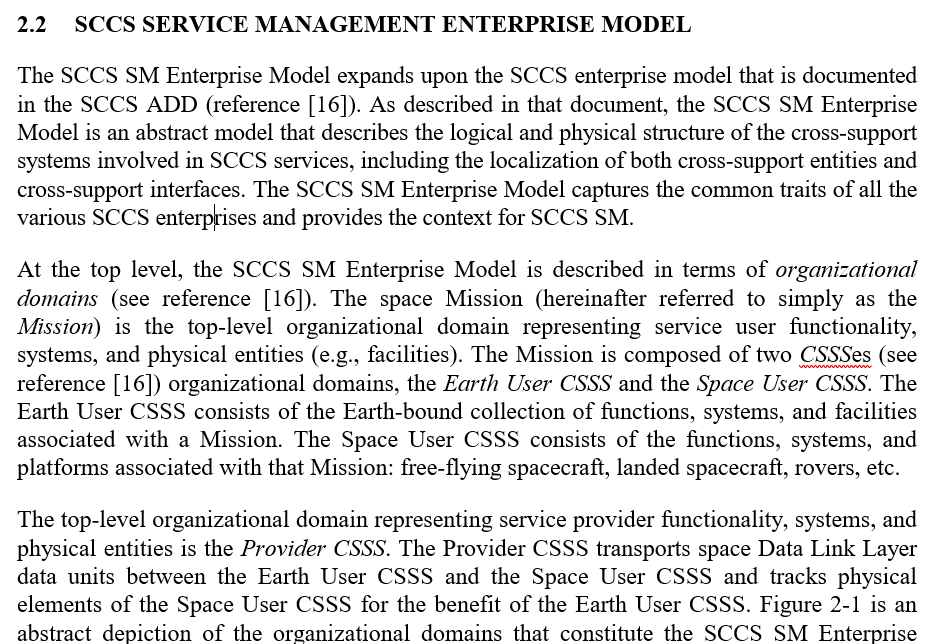 2.2 SCCS SERVICE MANAGEMENT ENTERPRISE MODEL
The SCCS SM Enterprise Model expands upon the SCCS enterprise model that is documented
in the SCCS ADD (reference [16]). As described in that document, the SCCS SM Enterprise
Model is an abstract model that describes the logical and physical structure of the cross-support
systems involved in SCCS services, including the localization of both cross-support entities and
cross-support interfaces. The SCCS SM Enterprise Model captures the common traits of all the
various SCCS enterprises and provides the context for SCCS SM.
At the top level, the SCCS SM Enterprise Model is described in terms of organizational
domains (see reference [16]). The space Mission (hereinafter referred to simply as the
Mission) is the top-level organizational domain representing service user functionality,
systems, and physical entities (e.g., facilities). The Mission is composed of two CSSSes (see
reference [16]) organizational domains, the Earth User CSSS and the Space User CSSS. The
Earth User CSSS consists of the Earth-bound collection of functions, systems, and facilities
associated with a Mission. The Space User CSSS consists of the functions, systems, and
platforms associated with that Mission: free-flying spacecraft, landed spacecraft, rovers, etc.
The top-level organizational domain representing service provider functionality, systems, and
physical entities is the Provider CSSS. The Provider CSSS transports space Data Link Layer
data units between the Earth User CSSS and the Space User CSSS and tracks physical
elements of the Space User CSSS for the benefit of the Earth User CSSS. Figure 2-1 is an
abstract depiction of the organizational domains that constitute the SCCS SM Enterprise